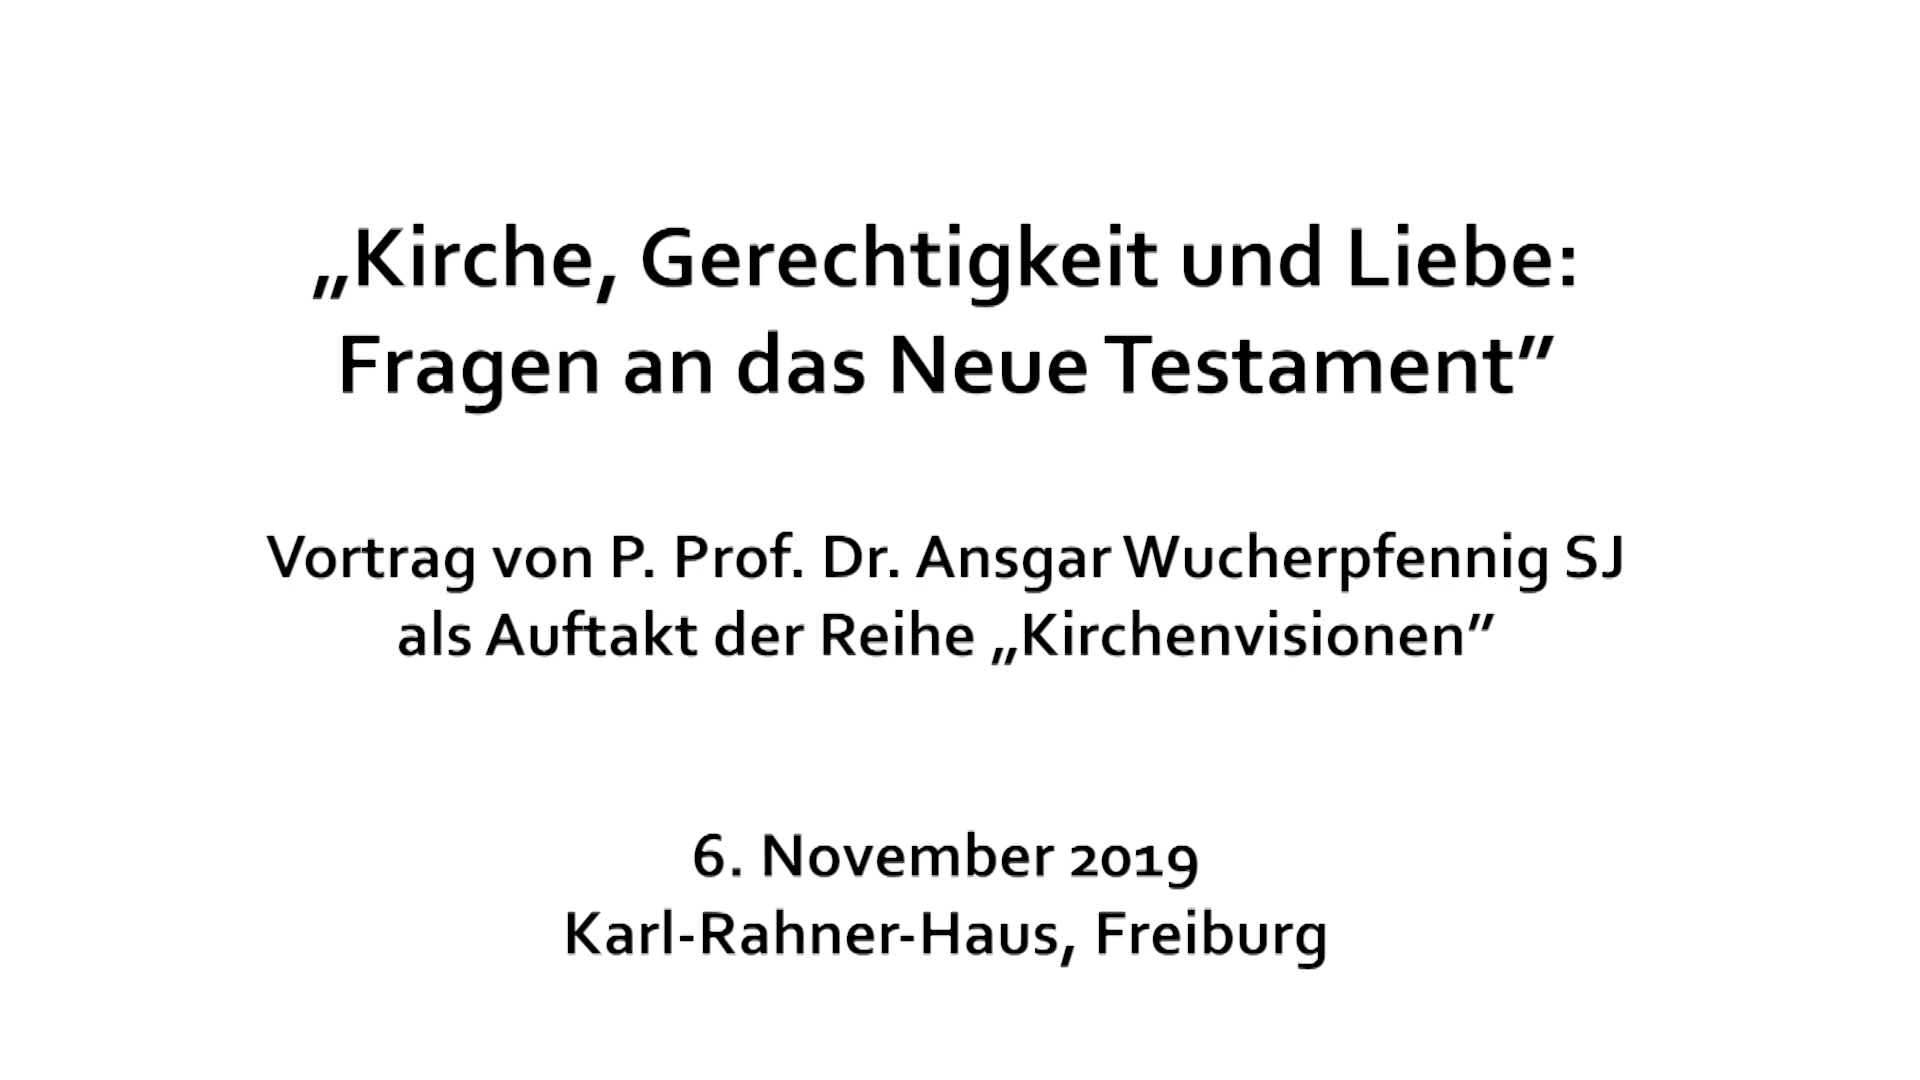 „Kirche, Gerechtigkeit und Liebe:
Fragen an das Neue Testament”
Vortrag von P. Prof. Dr. Ansgar Wucherpfennig SJ
als Auftakt der Reihe „Kirchenvisionen”
6. November 2019
Karl-Rahner-Haus, Freiburg